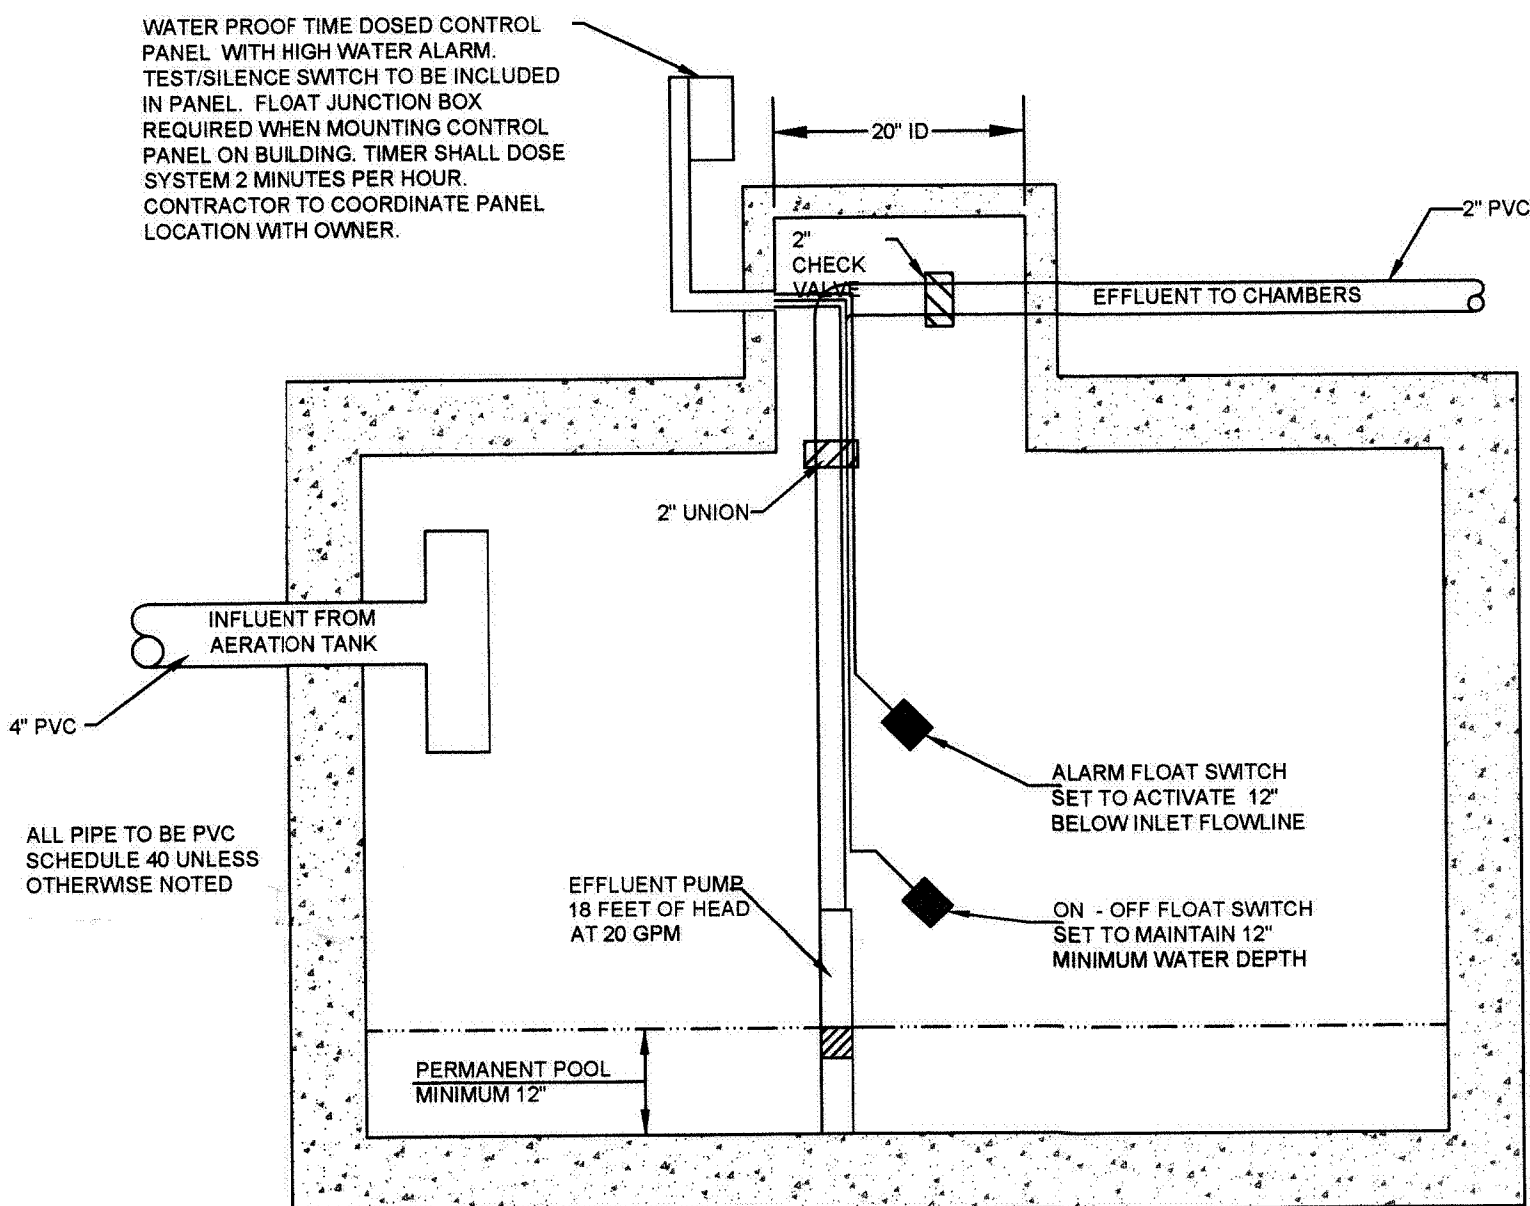 WATER PROOF TIME DOSED CONTROL
PANEL WITH HIGH WATER ALARM.
TEST/SILENCE SWITCH TO BE INCLUDED
IN PANEL. FLOAT JUNCTION BOX
REQUIRED WHEN MOUNTING CONTROL
PANEL ON BUILDING. TIMER SHALL DOSE
SYSTEM 2 MINUTES PER HOUR.
CONTRACTOR TO COORDINATE PANEL
LOCATION WITH OWNER.
20" ID
2" PVC
2"
CHECK
VALVE
EFFLUENT TO CHAMBERS
2" UNION
INFLUENT FROM
AERATION TANK
4" PVC
ALARM FLOAT SWITCH
SET TO ACTIVATE 12"
BELOW INLET FLOWLINE
ALL PIPE TO BE PVC
SCHEDULE 40 UNLESS
OTHERWISE NOTED
EFFLUENT PUMP
18 FEET OF HEAD
AT 20 GPM
ON - OFF FLOAT SWITCH
SET TO MAINTAIN 12"
MINIMUM WATER DEPTH
PERMANENT POOL
MINIMUM 12"